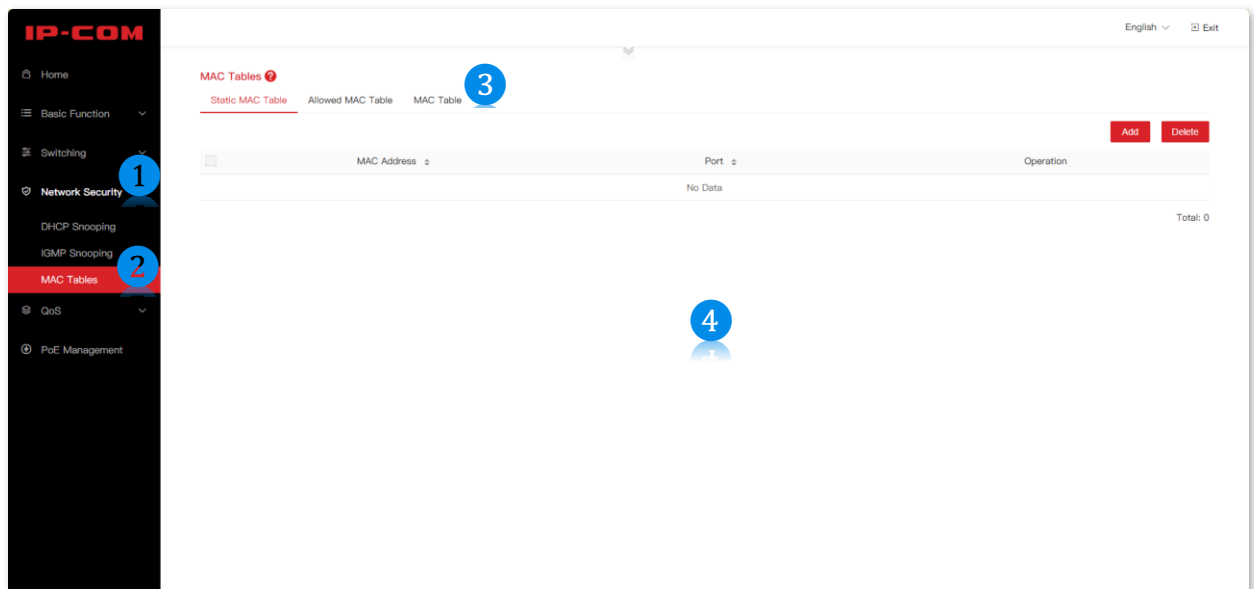 IP-COM
English
Exit
Home
Basic Function
Switching
1
Network Security
DHCP Snooping
IGMP Snooping
2
MAC Tables
QoS
PoE Management
MAC Tables ?
3
Static MAC Table Allowed MAC Table MAC Table
Add Delete
MAC Address Port Operation
No Data
Total: 0
4